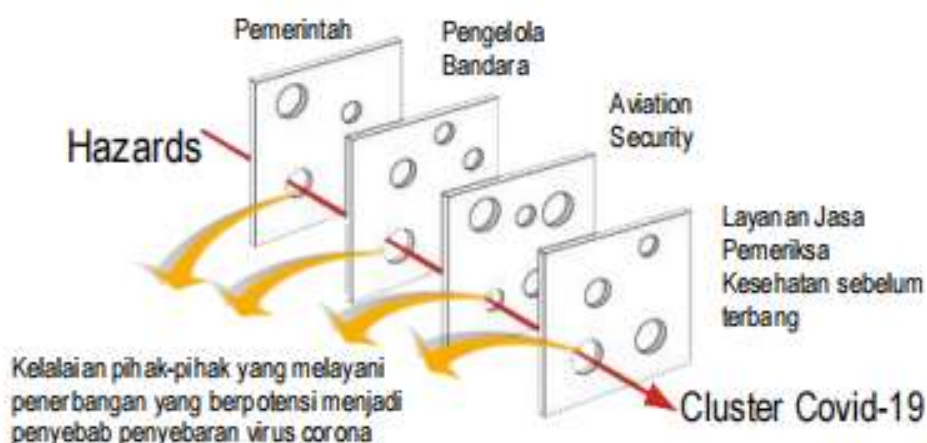 Pemerintah
Pengelola
Bandara
Aviation
Security
Hazards
Layanan Jasa
Pemeriksa
Kesehatan sebelum
terbang
Kelalaian pihak-pihak yang melayani
penerbangan yang berpotensi menjadi
penyebab penyebaran virus corona
Cluster Covid-19